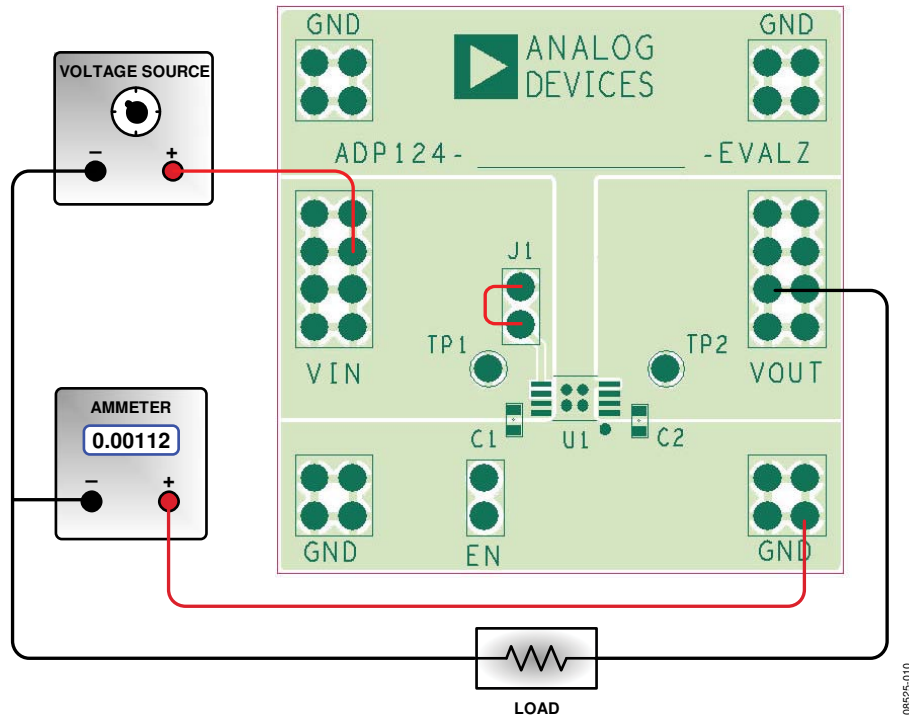 GND
GND
ANALOG
DEVICES
VOLTAGE SOURCE
−
+
ADP124-
-EVALZ
J1
TP1
TP2
VIN
VOUT
AMMETER
0.00112
−
+
C1
U1
C2
GND
EN
GND
LOAD
08525-010